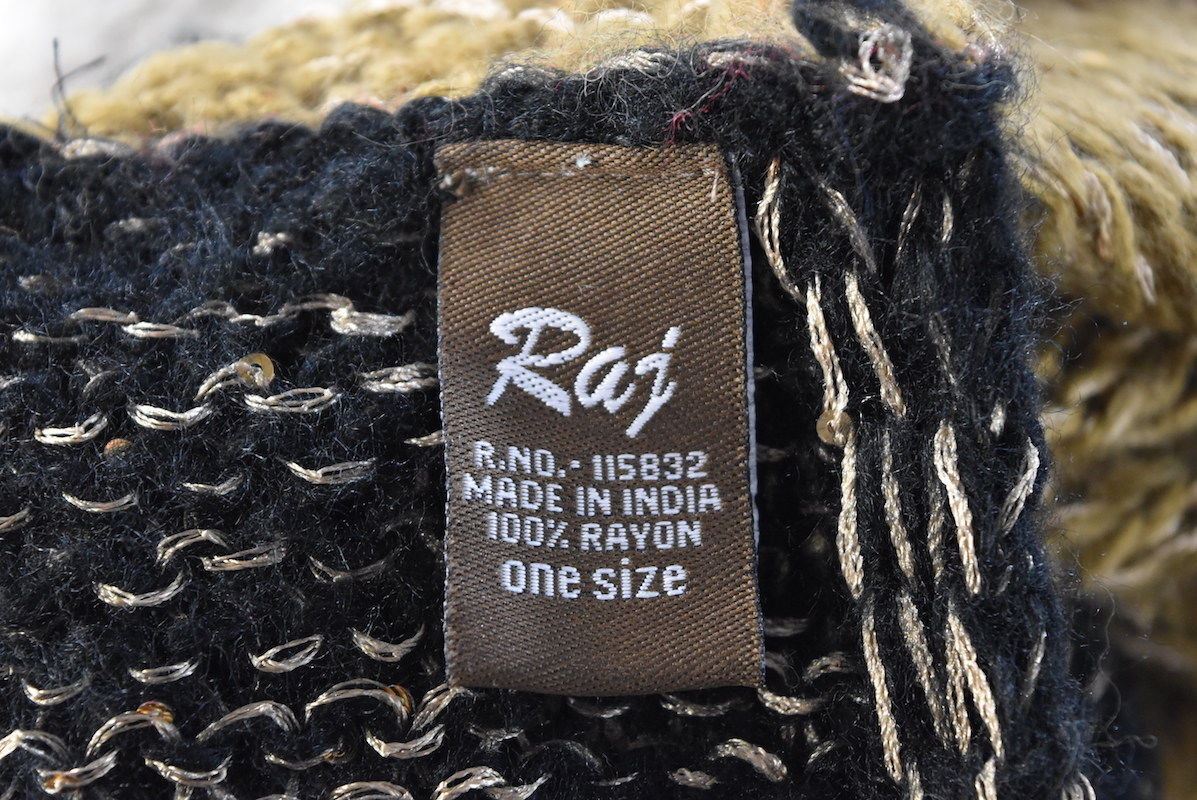 Raj
R.NO.- 115832
MADE IN INDIA
100% RAYON
one size